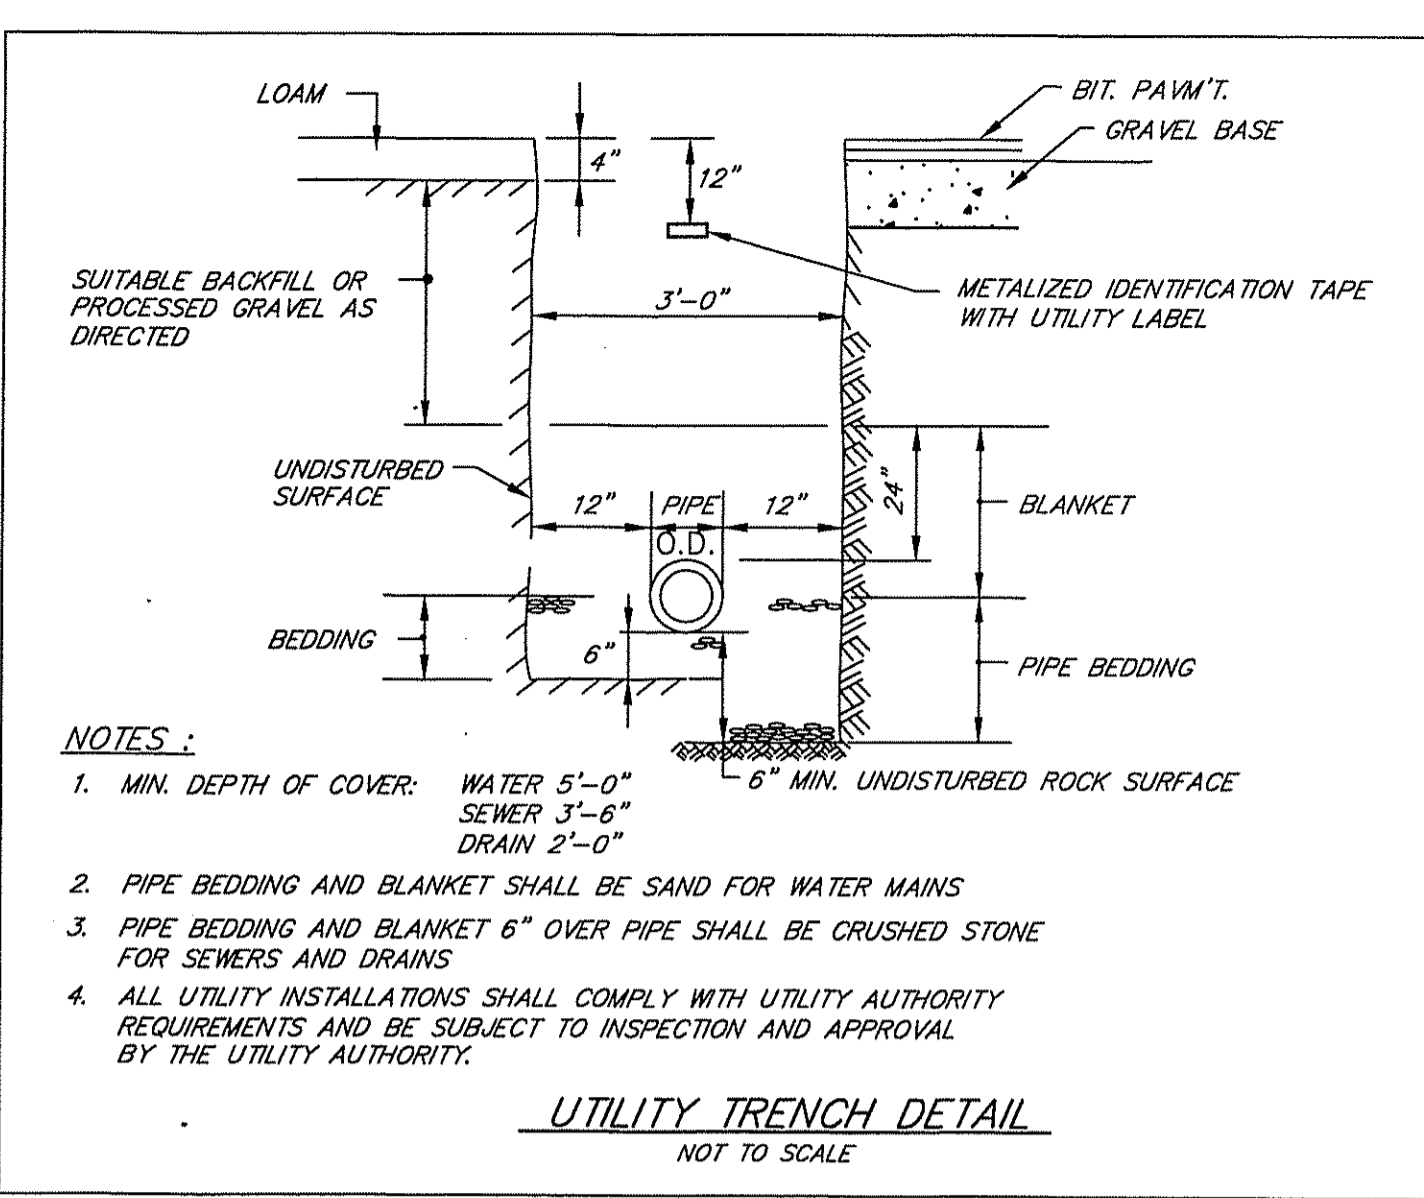 LOAM
BIT. PAVM'T.
GRAVEL BASE
4"
12"
SUITABLE BACKFILL OR
PROCESSED GRAVEL AS
DIRECTED
3'-0"
METALIZED IDENTIFICATION TAPE
WITH UTILITY LABEL
UNDISTURBED
SURFACE
12"
PIPE
O.D.
12"
24"
BLANKET
BEDDING
6"
PIPE BEDDING
6" MIN. UNDISTURBED ROCK SURFACE
NOTES :
1. MIN. DEPTH OF COVER: WATER 5'-0"
SEWER 3'-6"
DRAIN 2'-0"
2. PIPE BEDDING AND BLANKET SHALL BE SAND FOR WATER MAINS
3. PIPE BEDDING AND BLANKET 6" OVER PIPE SHALL BE CRUSHED STONE
FOR SEWERS AND DRAINS
4. ALL UTILITY INSTALLATIONS SHALL COMPLY WITH UTILITY AUTHORITY
REQUIREMENTS AND BE SUBJECT TO INSPECTION AND APPROVAL
BY THE UTILITY AUTHORITY.
UTILITY TRENCH DETAIL
NOT TO SCALE